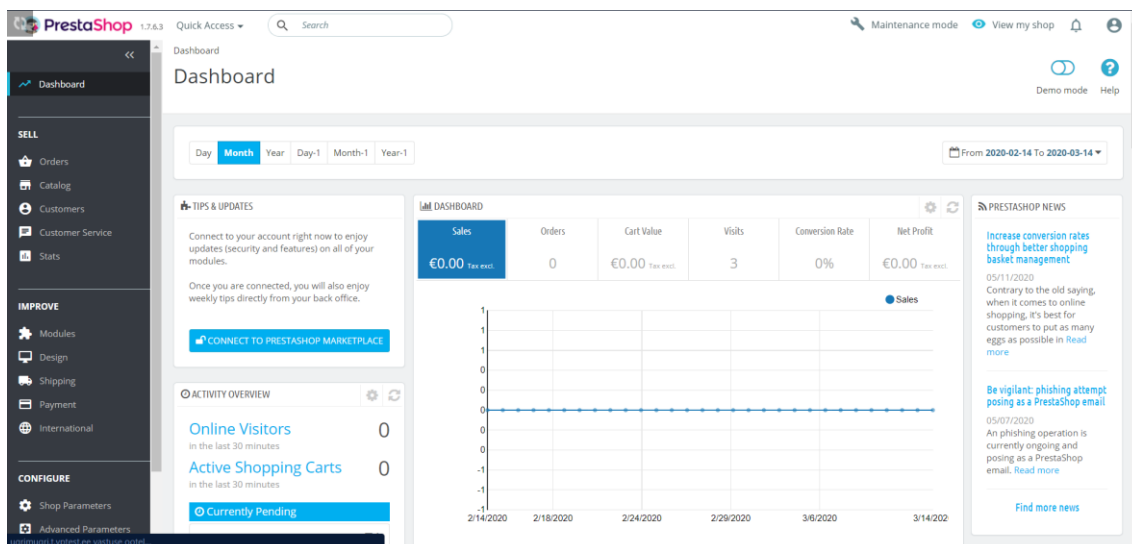 PrestaShop 1.7.6.3 Quick Access Search Maintenance mode View my shop
Dashboard
Dashboard
Demo mode Help
Dashboard
SELL
Orders
Catalog
Customers
Customer Service
Stats
IMPROVE
Modules
Design
Shipping
Payment
International
CONFIGURE
Shop Parameters
Advanced Parameters
Day Month Year Day-1 Month-1 Year-1
From 2020-02-14 To 2020-03-14
TIPS & UPDATES
Connect to your account right now to enjoy
updates (security and features) on all of your
modules.
Once you are connected, you will also enjoy
weekly tips directly from your back office.
CONNECT TO PRESTASHOP MARKETPLACE
ACTIVITY OVERVIEW
Online Visitors 0
in the last 30 minutes
Active Shopping Carts 0
in the last 30 minutes
Currently Pending
DASHBOARD
Sales Orders Cart Value Visits Conversion Rate Net Profit
€0.00 Tax excl. 0 €0.00 Tax excl. 3 0% €0.00 Tax excl.
Sales
1
1
1
0
0
0
0
0
-1
-1
-1
2/14/2020 2/18/2020 2/24/2020 2/29/2020 3/6/2020 3/14/202
PRESTASHOP NEWS
Increase conversion rates
through better shopping
basket management
05/11/2020
Contrary to the old saying,
when it comes to online
shopping, it's best for
customers to put as many
eggs as possible in Read
more
Be vigilant: phishing attempt
posing as a PrestaShop email
05/07/2020
An phishing operation is
currently ongoing and
posing as a PrestaShop
email. Read more
Find more news